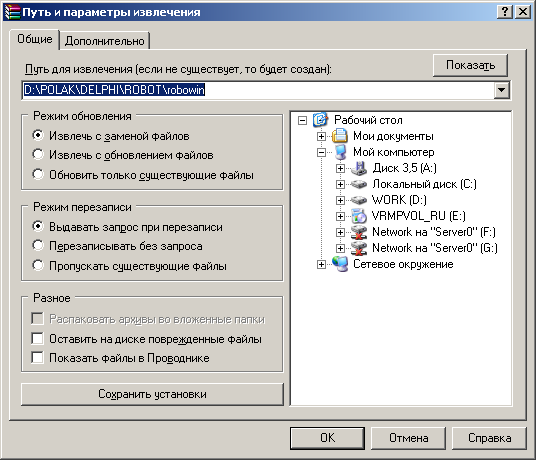 Путь и параметры извлечения
Общие
Дополнительно
Путь для извлечения (если не существует, то будет создан):
Показать
D:\POLAK\DELPHI\ROBOT\robowin
Режим обновления
Извлечь с заменой файлов
Извлечь с обновлением файлов
Обновить только существующие файлы
Режим перезаписи
Выдавать запрос при перезаписи
Перезаписывать без запроса
Пропускать существующие файлы
Разное
Распаковать архивы во вложенные папки
Оставить на диске поврежденные файлы
Показать файлы в Проводнике
Сохранить установки
Рабочий стол
Мои документы
Мой компьютер
Диск 3,5 (A:)
Локальный диск (C:)
WORK (D:)
VRMPVOL_RU (E:)
Network на "Server0" (F:)
Network на "Server0" (G:)
Сетевое окружение
OK
Отмена
Справка